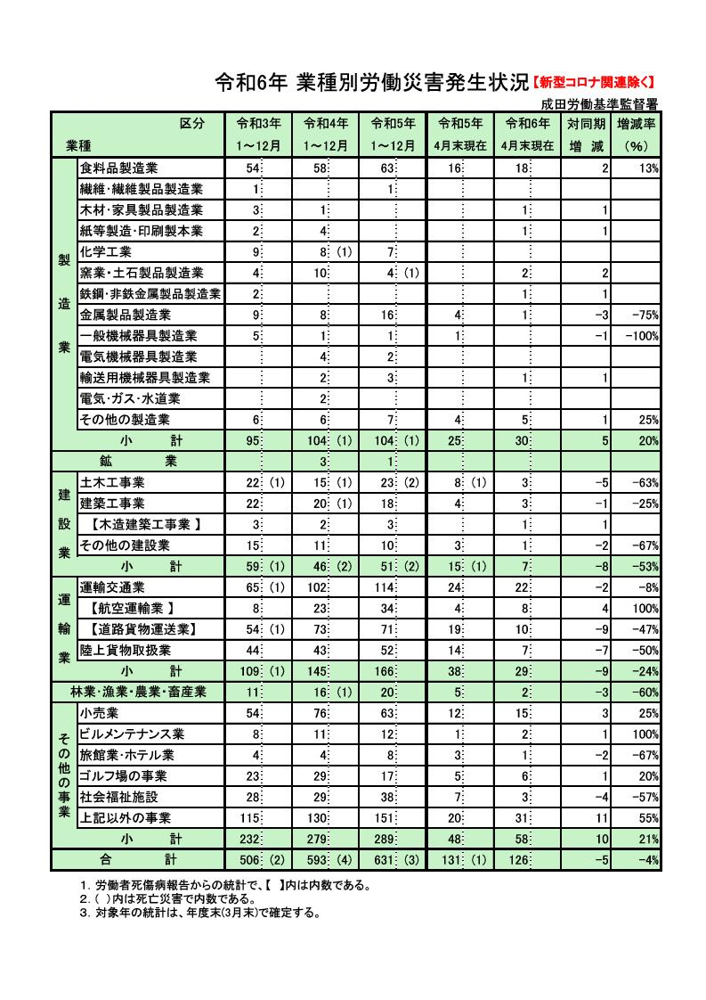 令和6年 業種別労働災害発生状況【新型コロナ関連除く】
成田労働基準監督署
区分 令和3年 令和4年 令和5年 令和5年 令和6年 対同期 増減率
業種 1～12月 1～12月 1～12月 4月末現在 4月末現在 増 減 (%)
製造業
食料品製造業 54 58 63 16 18 2 13%
繊維・繊維製品製造業 1 1
木材・家具製品製造業 3 1 1 1
紙等製造・印刷製本業 2 4 1 1
化学工業 9 8 (1) 7
窯業・土石製品製造業 4 10 4 (1) 2 2
鉄鋼・非鉄金属製品製造業 2 1 1
金属製品製造業 9 8 16 4 1 -3 -75%
一般機械器具製造業 5 1 1 1 -1 -100%
電気機械器具製造業 4 2
輸送用機械器具製造業 2 3 1 1
電気・ガス・水道業 2
その他の製造業 6 6 7 4 5 1 25%
小 計 95 104 (1) 104 (1) 25 30 5 20%
鉱 業 3 1
建設業
土木工事業 22 (1) 15 (1) 23 (2) 8 (1) 3 -5 -63%
建築工事業 22 20 (1) 18 4 3 -1 -25%
【木造建築工事業 】 3 2 3 1 1
その他の建設業 15 11 10 3 1 -2 -67%
小 計 59 (1) 46 (2) 51 (2) 15 (1) 7 -8 -53%
運輸業
運輸交通業 65 (1) 102 114 24 22 -2 -8%
【航空運輸業 】 8 23 34 4 8 4 100%
【道路貨物運送業】 54 (1) 73 71 19 10 -9 -47%
陸上貨物取扱業 44 43 52 14 7 -7 -50%
小 計 109 (1) 145 166 38 29 -9 -24%
林業・漁業・農業・畜産業 11 16 (1) 20 5 2 -3 -60%
その他の事業
小売業 54 76 63 12 15 3 25%
ビルメンテナンス業 8 11 12 1 2 1 100%
旅館業・ホテル業 4 4 8 3 1 -2 -67%
ゴルフ場の事業 23 29 17 5 6 1 20%
社会福祉施設 28 29 38 7 3 -4 -57%
上記以外の事業 115 130 151 20 31 11 55%
小 計 232 279 289 48 58 10 21%
合 計 506 (2) 593 (4) 631 (3) 131 (1) 126 -5 -4%
1．労働者死傷病報告からの統計で、【 】内は内数である。
2．( )内は死亡災害で内数である。
3．対象年の統計は、年度末(3月末)で確定する。